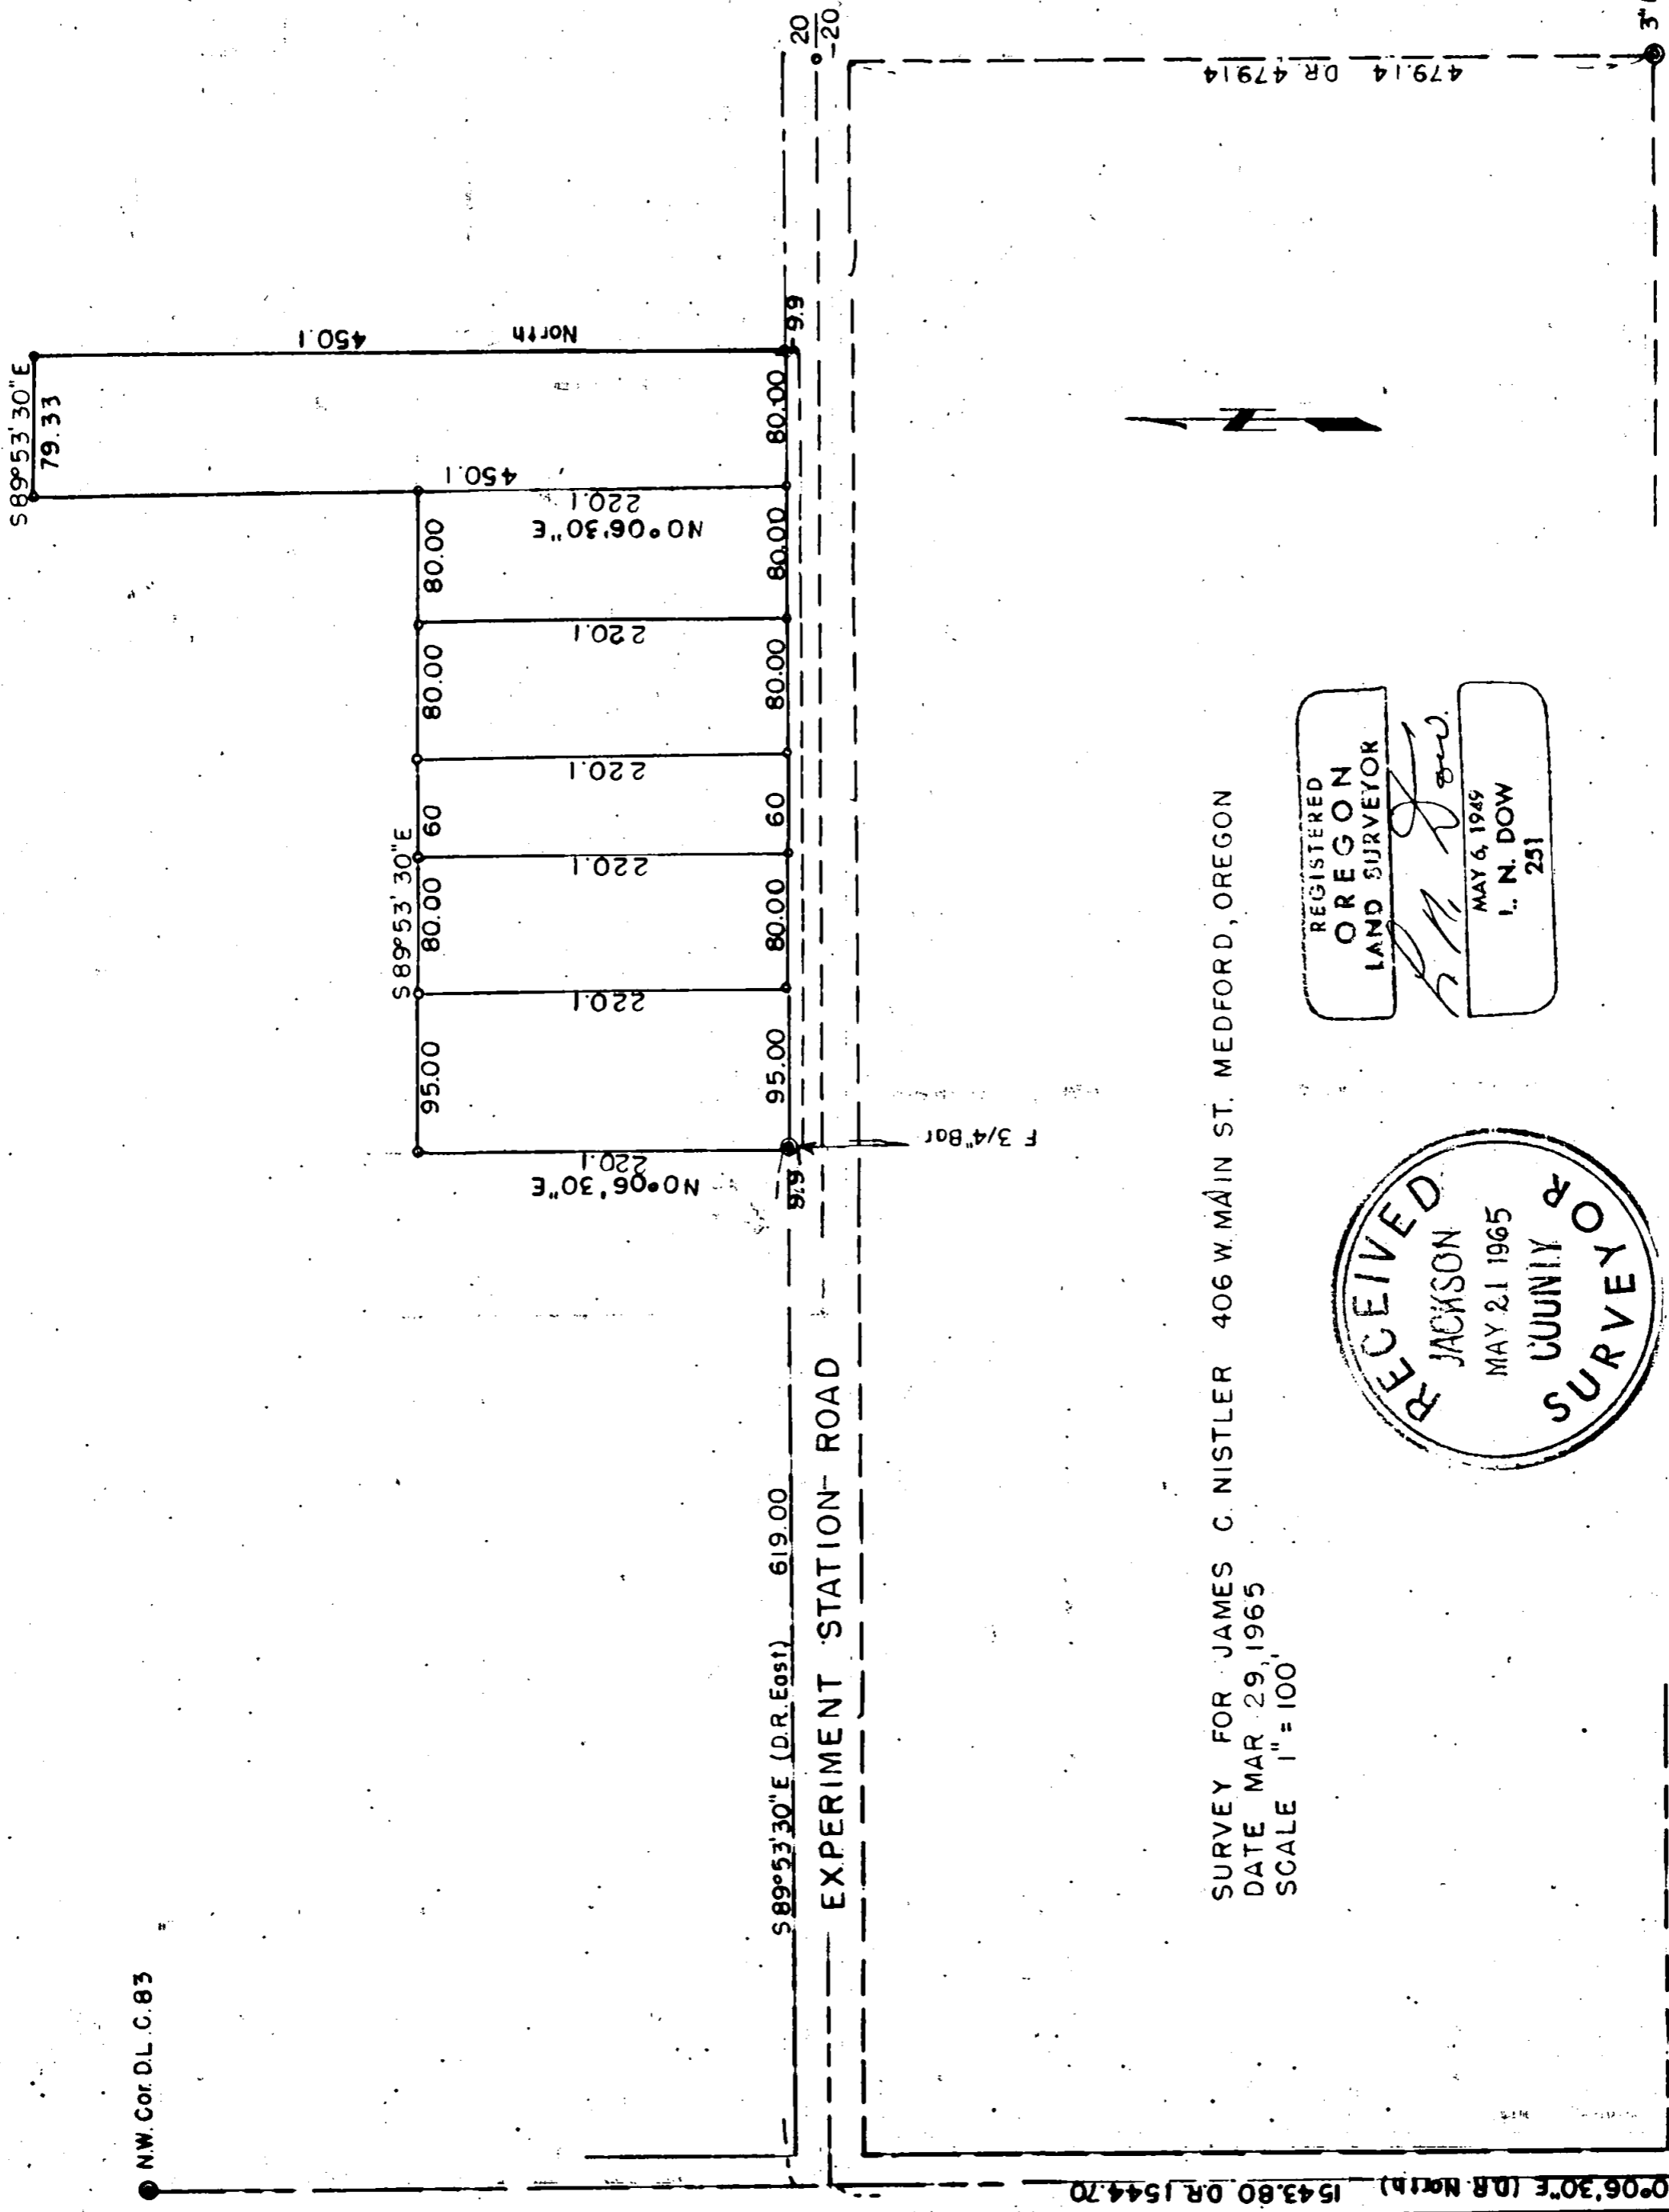 N.W. Cor. D.L.C. 83
S 89° 53' 30" E
79.33
450.1
North
450.1
220.1
N0°06'30"E
80.00
80.00
60
S 89° 53' 30" E
80.00
95.00
220.1
220.1
220.1
220.1
220.1
N0°06'30"E
S 89° 53' 30" E (D.R. East) 619.00
9.9
95.00
80.00
60
80.00
80.00
80.00
9.9
20
20
EXPERIMENT STATION ROAD
F 3/4" Bar
479.14 DR 479.14
3"
0°06'30"E (D.R. North) 1543.80 DR 1544.70
SURVEY FOR JAMES C. NISTLER 406 W. MAIN ST. MEDFORD, OREGON
DATE MAR 29, 1965
SCALE 1" = 100'
RECEIVED
JACKSON
MAY 21 1965
COUNTY
SURVEYOR
REGISTERED
OREGON
LAND SURVEYOR
L N Dow
MAY 6, 1949
L. N. DOW
251